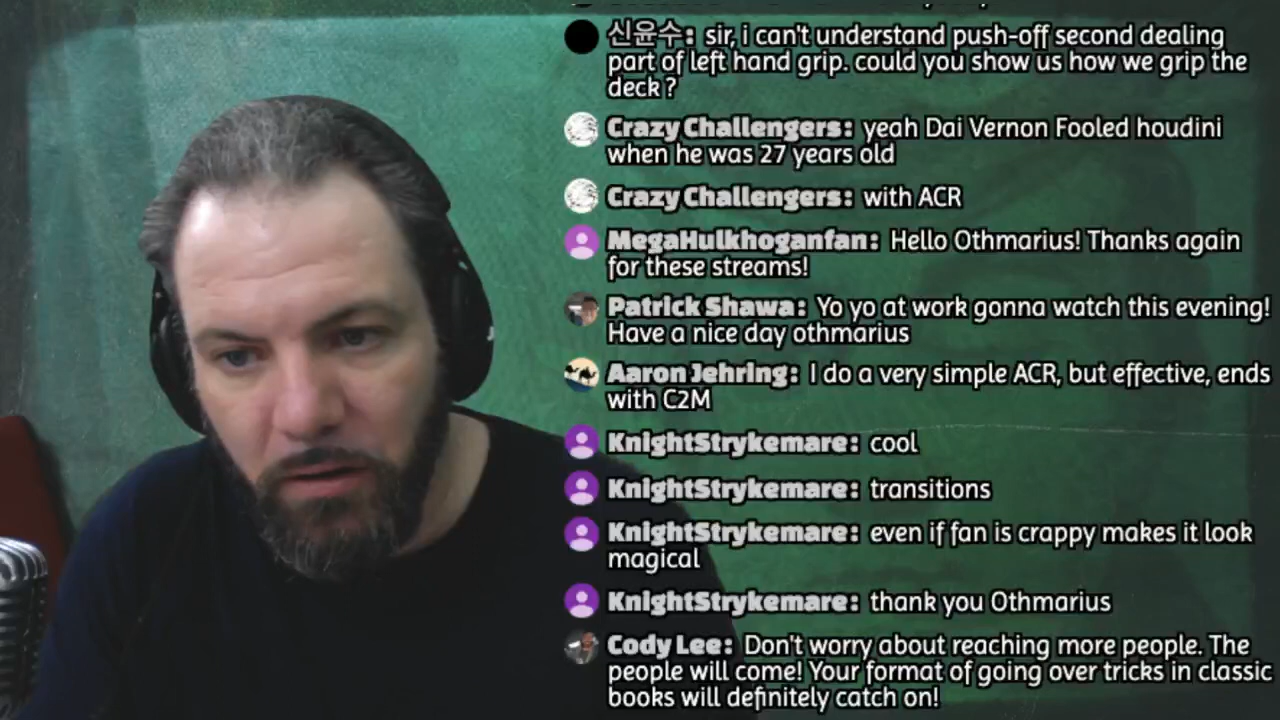 신윤수: sir, i can't understand push-off second dealing
part of left hand grip. could you show us how we grip the
deck ?
Crazy Challengers: yeah Dai Vernon Fooled houdini
when he was 27 years old
Crazy Challengers: with ACR
MegaHulkhoganfan: Hello Othmarius! Thanks again
for these streams!
Patrick Shawa: Yo yo at work gonna watch this evening!
Have a nice day othmarius
Aaron Jehring: I do a very simple ACR, but effective, ends
with C2M
KnightStrykemare: cool
KnightStrykemare: transitions
KnightStrykemare: even if fan is crappy makes it look
magical
KnightStrykemare: thank you Othmarius
Cody Lee: Don't worry about reaching more people. The
people will come! Your format of going over tricks in classic
books will definitely catch on!